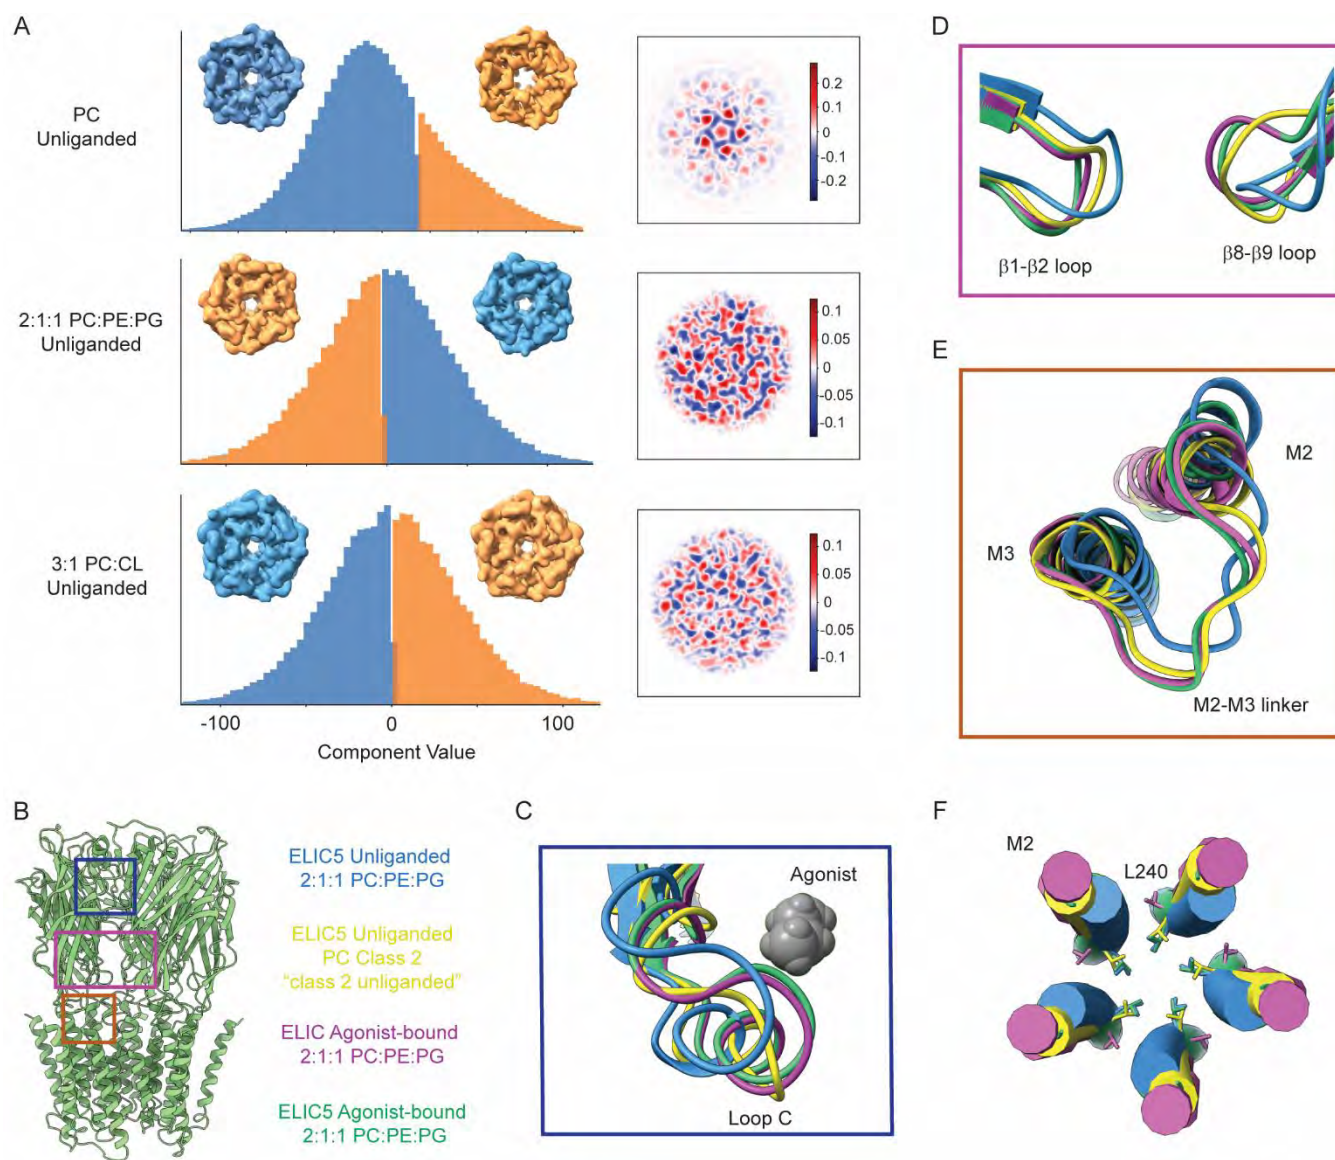 A
PC
Unliganded
0.2
0.1
0
-0.1
-0.2
2:1:1 PC:PE:PG
Unliganded
0.1
0.05
0
-0.05
-0.1
3:1 PC:CL
Unliganded
0.1
0.05
0
-0.05
-0.1
-100
0
100
Component Value
B
ELIC5 Unliganded
2:1:1 PC:PE:PG
ELIC5 Unliganded
PC Class 2
"class 2 unliganded"
ELIC Agonist-bound
2:1:1 PC:PE:PG
ELIC5 Agonist-bound
2:1:1 PC:PE:PG
C
Agonist
Loop C
D
β1-β2 loop
β8-β9 loop
E
M2
M3
M2-M3 linker
F
M2
L240